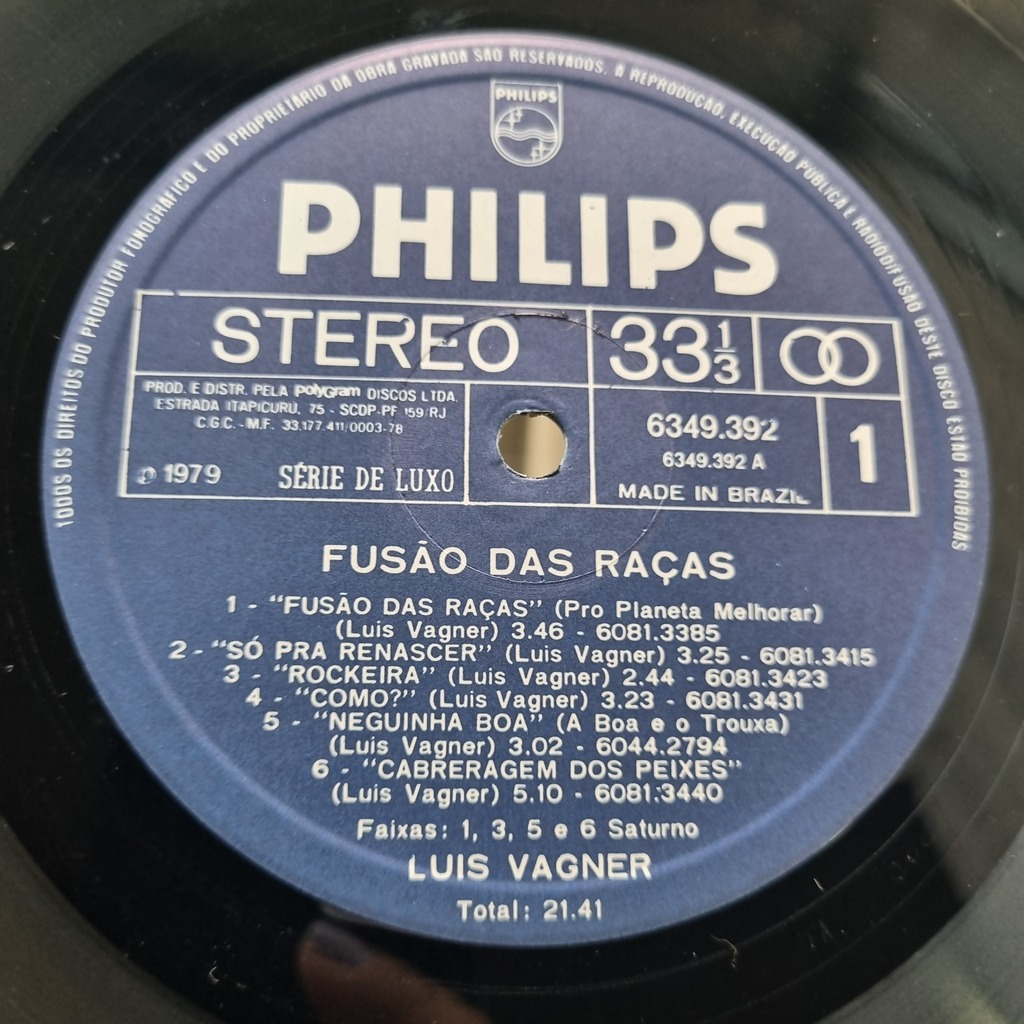 TODOS OS DIREITOS DO PRODUTOR FONOGRÁFICO E DO PROPRIETÁRIO DA OBRA GRAVADA SÃO RESERVADOS. A REPRODUÇÃO, EXECUÇÃO PÚBLICA E RADIODIFUSÃO DESTE DISCO ESTÃO PROIBIDAS
PHILIPS
PHILIPS
STEREO
33 1/3
PROD. E DISTR. PELA PolyGram DISCOS LTDA.
ESTRADA ITAPICURU, 75 - SCDP-PF 159/RJ
C.G.C. - M.F. 33.177.411/0003-78
℗ 1979 SÉRIE DE LUXO
6349.392
6349.392 A
MADE IN BRAZIL
1
FUSÃO DAS RAÇAS
1 - "FUSÃO DAS RAÇAS" (Pro Planeta Melhorar)
(Luis Vagner) 3.46 - 6081.3385
2 - "SÓ PRA RENASCER" (Luis Vagner) 3.25 - 6081.3415
3 - "ROCKEIRA" (Luis Vagner) 2.44 - 6081.3423
4 - "COMO?" (Luis Vagner) 3.23 - 6081.3431
5 - "NEGUINHA BOA" (A Boa e o Trouxa)
(Luis Vagner) 3.02 - 6044.2794
6 - "CABRERAGEM DOS PEIXES"
(Luis Vagner) 5.10 - 6081.3440
Faixas: 1, 3, 5 e 6 Saturno
LUIS VAGNER
Total: 21.41